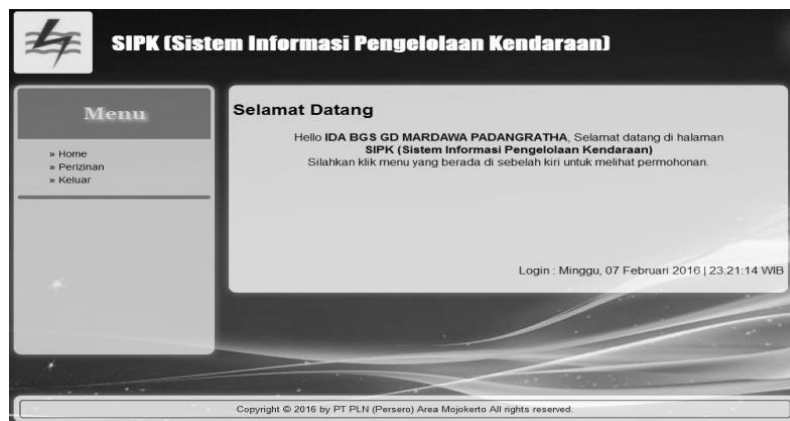 SIPK (Sistem Informasi Pengelolaan Kendaraan)
Menu
» Home
» Perizinan
» Keluar
Selamat Datang
Hello IDA BGS GD MARDAWA PADANGRATHA, Selamat datang di halaman
SIPK (Sistem Informasi Pengelolaan Kendaraan)
Silahkan klik menu yang berada di sebelah kiri untuk melihat permohonan.
Login : Minggu, 07 Februari 2016 | 23:21:14 WIB
Copyright © 2016 by PT PLN (Persero) Area Mojokerto All rights reserved.